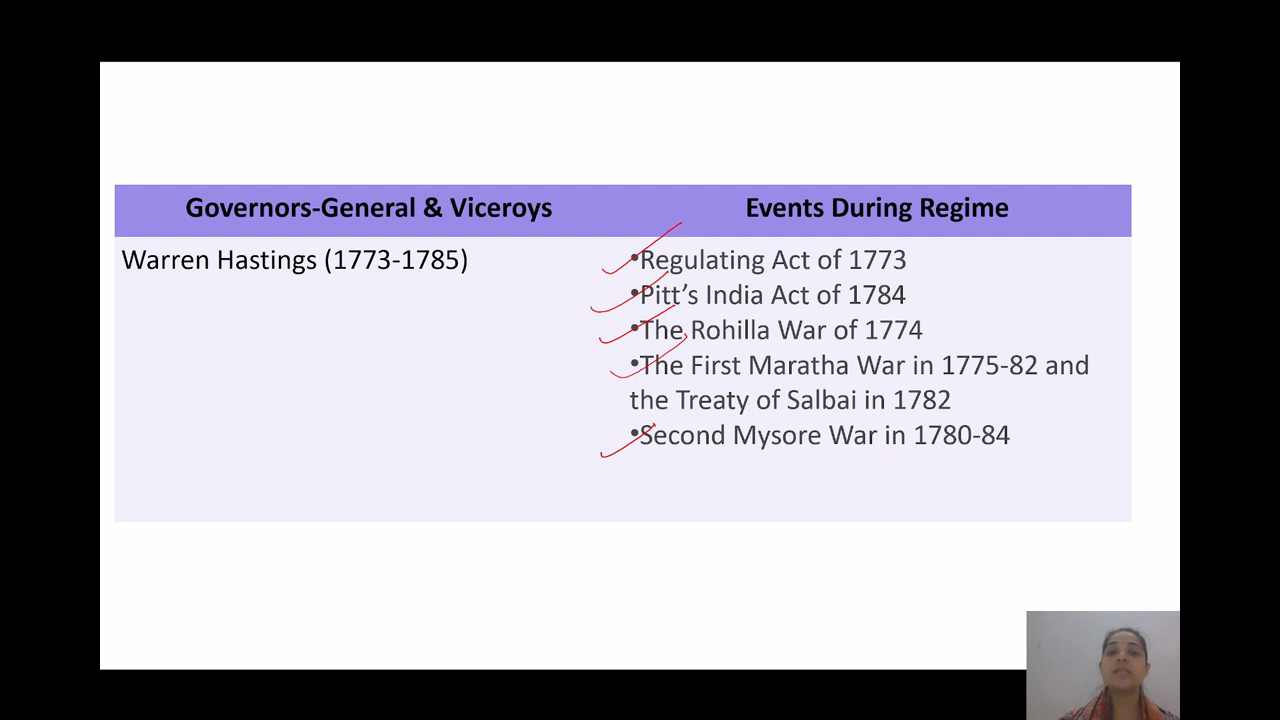 Governors-General & Viceroys
Events During Regime
Warren Hastings (1773-1785)
•Regulating Act of 1773
•Pitt’s India Act of 1784
•The Rohilla War of 1774
•The First Maratha War in 1775-82 and
the Treaty of Salbai in 1782
•Second Mysore War in 1780-84